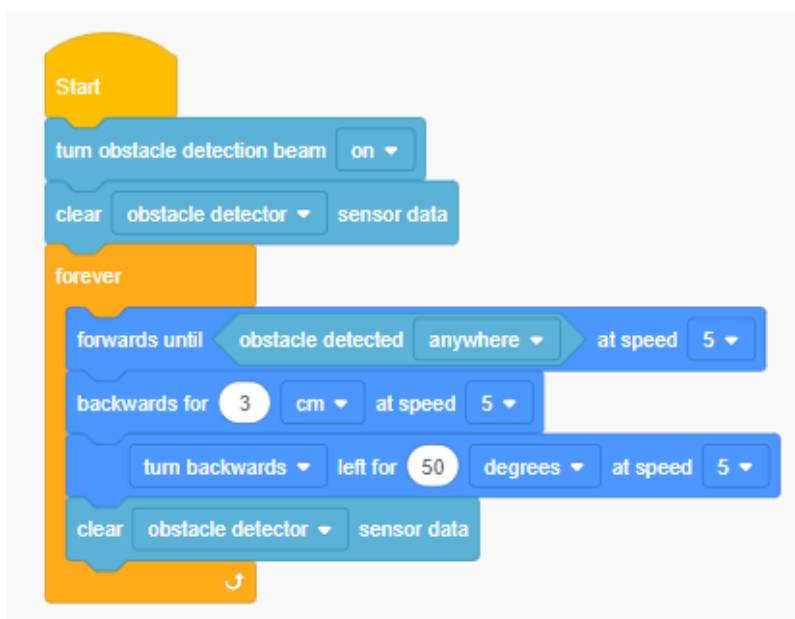 Start
turn obstacle detection beam on
clear obstacle detector sensor data
forever
forwards until obstacle detected anywhere at speed 5
backwards for 3 cm at speed 5
turn backwards left for 50 degrees at speed 5
clear obstacle detector sensor data